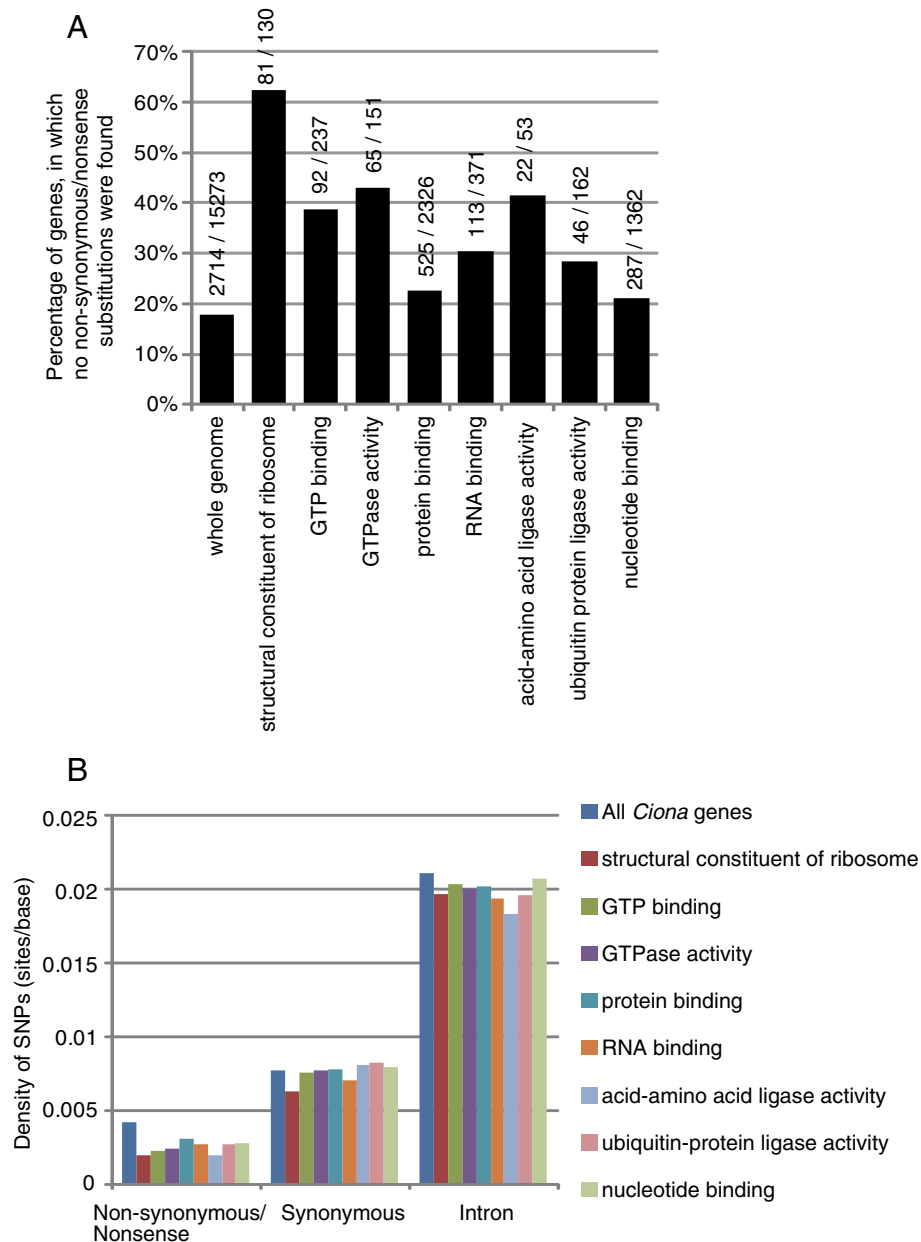 A
Percentage of genes, in which
no non-synonymous/nonsense
substitutions were found
70%
60%
50%
40%
30%
20%
10%
0%
2714 / 15273
81 / 130
92 / 237
65 / 151
525 / 2326
113 / 371
22 / 53
46 / 162
287 / 1362
whole genome
structural constituent of ribosome
GTP binding
GTPase activity
protein binding
RNA binding
acid-amino acid ligase activity
ubiquitin protein ligase activity
nucleotide binding
B
Density of SNPs (sites/base)
0.025
0.02
0.015
0.01
0.005
0
Non-synonymous/
Nonsense
Synonymous
Intron
All Ciona genes
structural constituent of ribosome
GTP binding
GTPase activity
protein binding
RNA binding
acid-amino acid ligase activity
ubiquitin-protein ligase activity
nucleotide binding